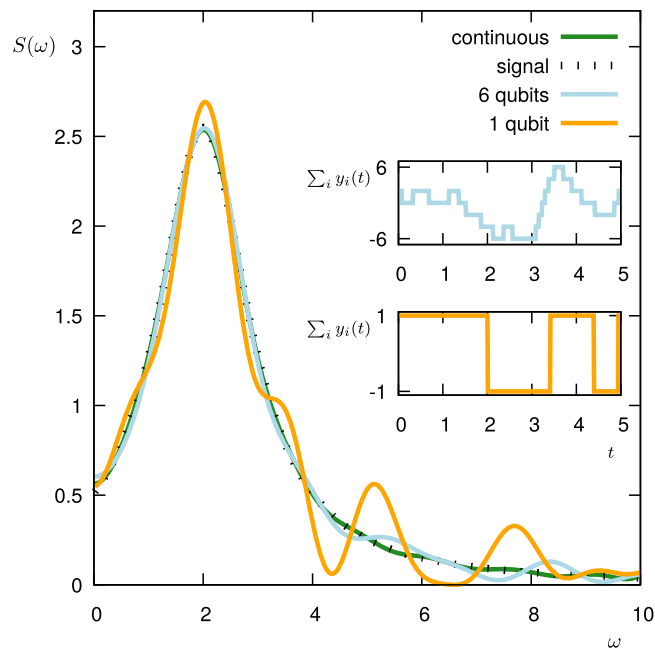 S(ω)
3
2.5
2
1.5
1
0.5
0
0 2 4 6 8 10
ω
continuous
signal
6 qubits
1 qubit
∑ᵢ yᵢ(t)
6
-6
0 1 2 3 4 5
∑ᵢ yᵢ(t)
1
-1
0 1 2 3 4 5
t